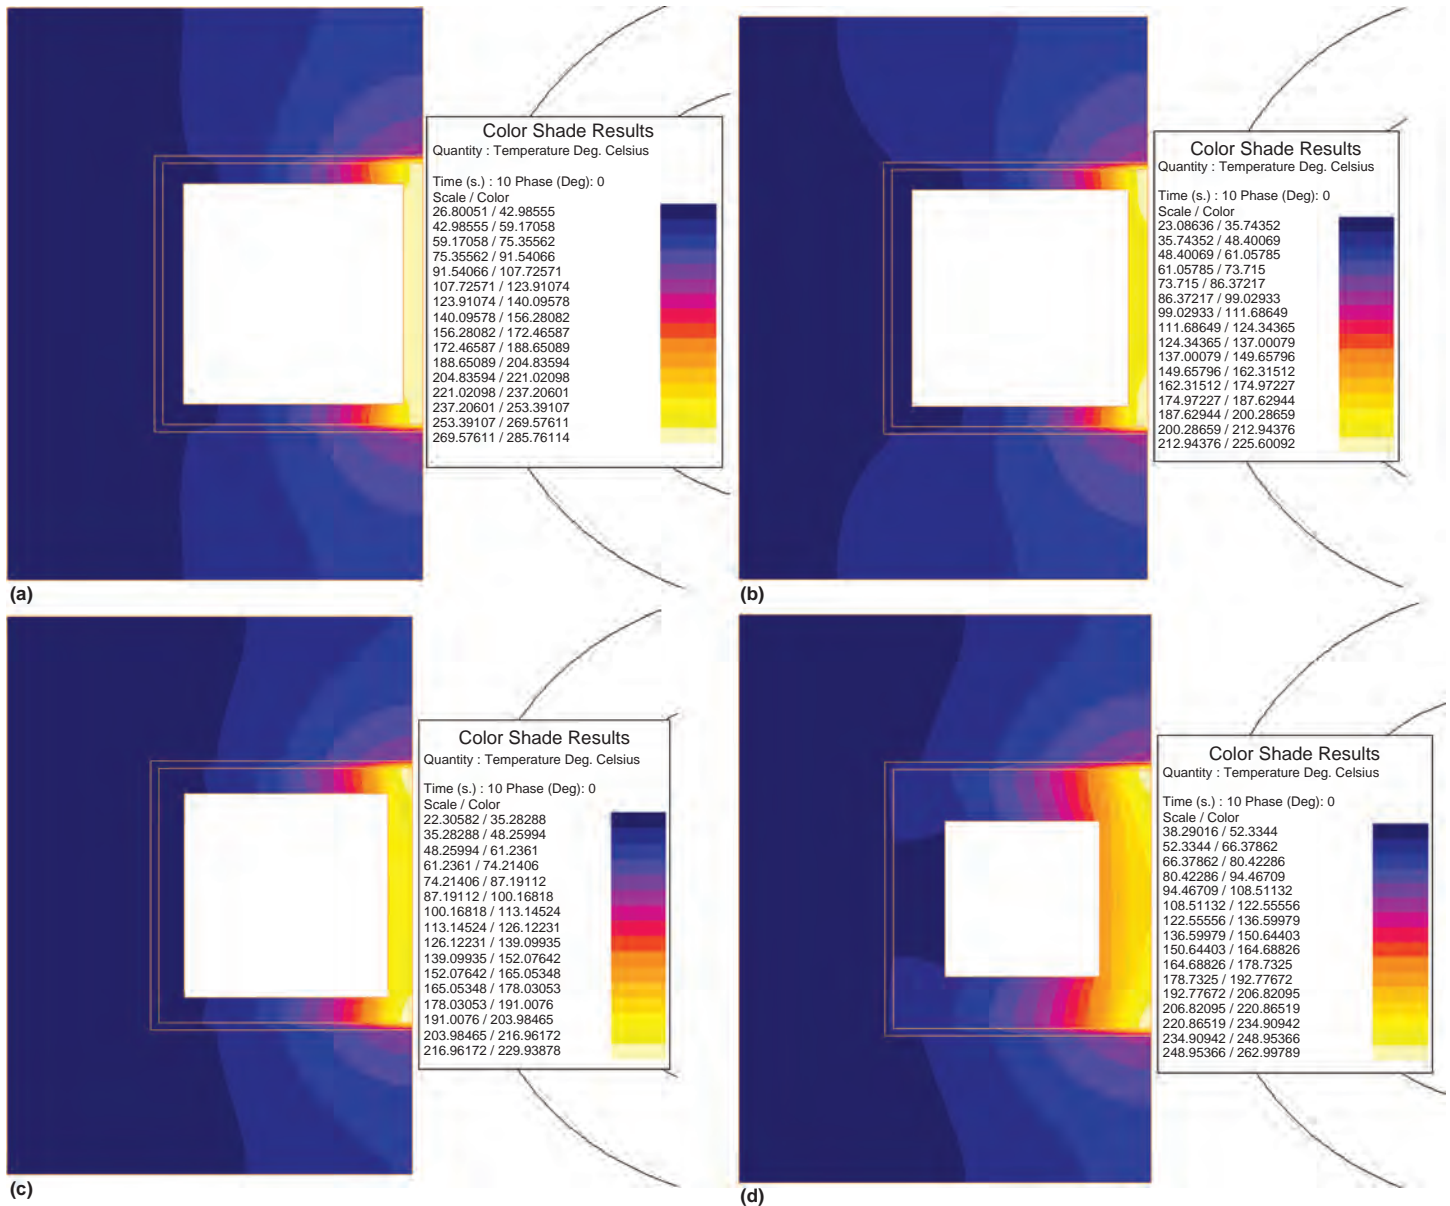 Color Shade Results
Quantity : Temperature Deg. Celsius
Time (s.) : 10 Phase (Deg): 0
Scale / Color
26.80051 / 42.98555
42.98555 / 59.17058
59.17058 / 75.35562
75.35562 / 91.54066
91.54066 / 107.72571
107.72571 / 123.91074
123.91074 / 140.09578
140.09578 / 156.28082
156.28082 / 172.46587
172.46587 / 188.65089
188.65089 / 204.83594
204.83594 / 221.02098
221.02098 / 237.20601
237.20601 / 253.39107
253.39107 / 269.57611
269.57611 / 285.76114
(a)
Color Shade Results
Quantity : Temperature Deg. Celsius
Time (s.) : 10 Phase (Deg): 0
Scale / Color
23.08636 / 35.74352
35.74352 / 48.40069
48.40069 / 61.05785
61.05785 / 73.715
73.715 / 86.37217
86.37217 / 99.02933
99.02933 / 111.68649
111.68649 / 124.34365
124.34365 / 137.00079
137.00079 / 149.65796
149.65796 / 162.31512
162.31512 / 174.97227
174.97227 / 187.62944
187.62944 / 200.28659
200.28659 / 212.94376
212.94376 / 225.60092
(b)
Color Shade Results
Quantity : Temperature Deg. Celsius
Time (s.) : 10 Phase (Deg): 0
Scale / Color
22.30582 / 35.28288
35.28288 / 48.25994
48.25994 / 61.2361
61.2361 / 74.21406
74.21406 / 87.19112
87.19112 / 100.16818
100.16818 / 113.14524
113.14524 / 126.12231
126.12231 / 139.09935
139.09935 / 152.07642
152.07642 / 165.05348
165.05348 / 178.03053
178.03053 / 191.0076
191.0076 / 203.98465
203.98465 / 216.96172
216.96172 / 229.93878
(c)
Color Shade Results
Quantity : Temperature Deg. Celsius
Time (s.) : 10 Phase (Deg): 0
Scale / Color
38.29016 / 52.3344
52.3344 / 66.37862
66.37862 / 80.42286
80.42286 / 94.46709
94.46709 / 108.51132
108.51132 / 122.55556
122.55556 / 136.59979
136.59979 / 150.64403
150.64403 / 164.68826
164.68826 / 178.7325
178.7325 / 192.77672
192.77672 / 206.82095
206.82095 / 220.86519
220.86519 / 234.90942
234.90942 / 248.95366
248.95366 / 262.99789
(d)